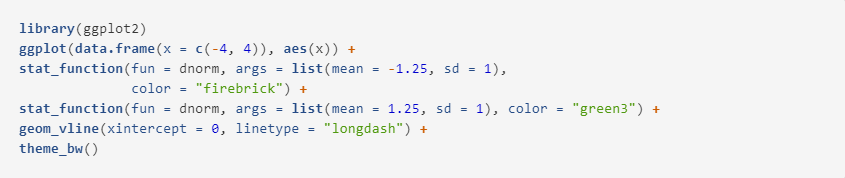 library(ggplot2)
ggplot(data.frame(x = c(-4, 4)), aes(x)) +
stat_function(fun = dnorm, args = list(mean = -1.25, sd = 1),
              color = "firebrick") +
stat_function(fun = dnorm, args = list(mean = 1.25, sd = 1), color = "green3") +
geom_vline(xintercept = 0, linetype = "longdash") +
theme_bw()